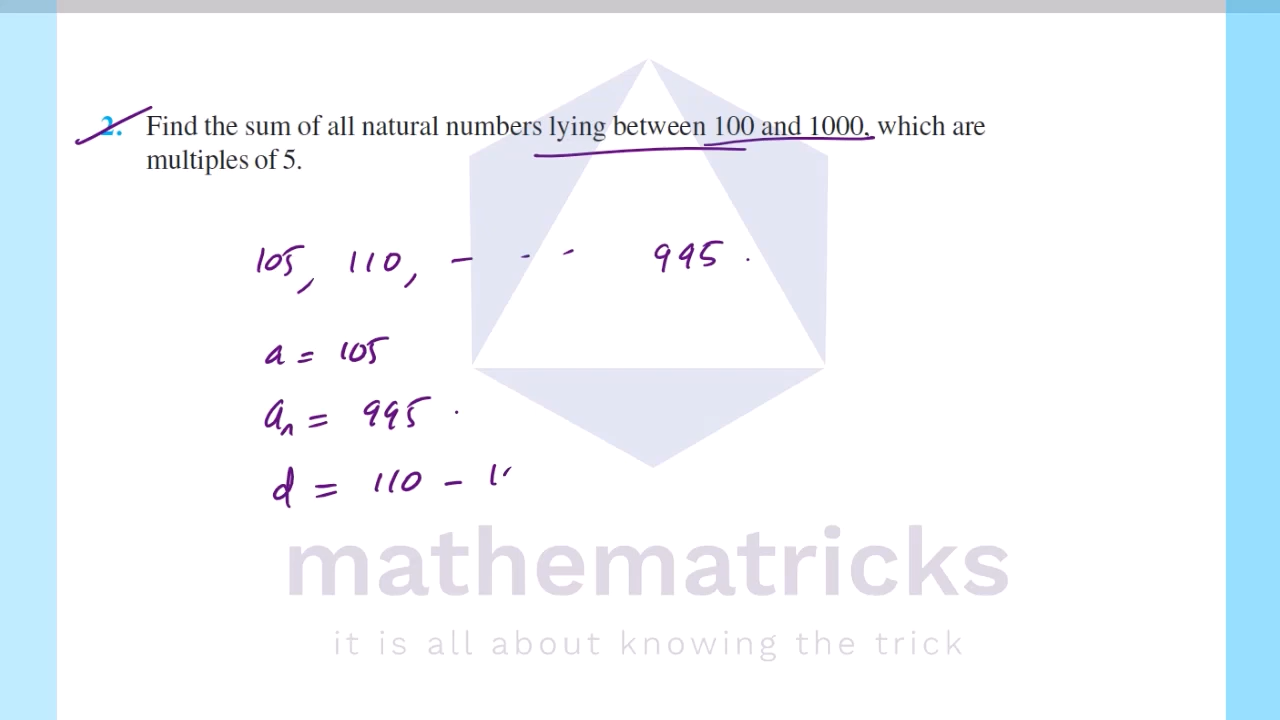 2. Find the sum of all natural numbers lying between 100 and 1000, which are
multiples of 5.
105, 110, - - - 995.
a = 105
aₙ = 995.
d = 110 - 1
mathematricks
it is all about knowing the trick